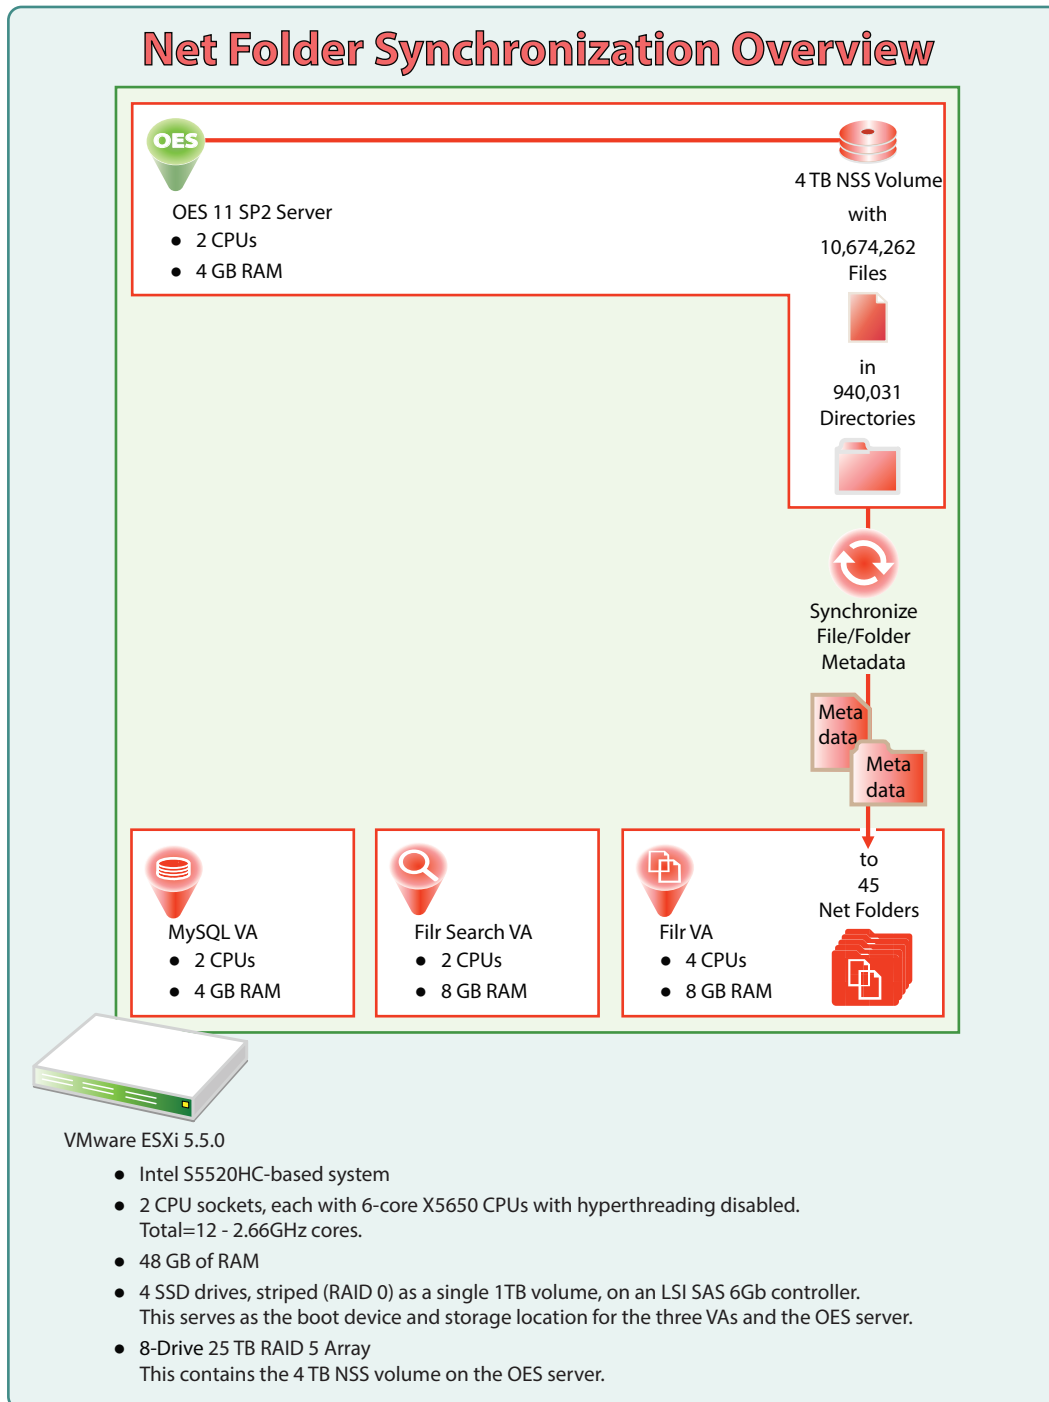 Net Folder Synchronization Overview
OES
OES 11 SP2 Server
● 2 CPUs
● 4 GB RAM
4 TB NSS Volume
with
10,674,262
Files
in
940,031
Directories
Synchronize
File/Folder
Metadata
Meta
data
Meta
data
MySQL VA
● 2 CPUs
● 4 GB RAM
Filr Search VA
● 2 CPUs
● 8 GB RAM
Filr VA
● 4 CPUs
● 8 GB RAM
to
45
Net Folders
VMware ESXi 5.5.0
● Intel S5520HC-based system
● 2 CPU sockets, each with 6-core X5650 CPUs with hyperthreading disabled.
Total=12 - 2.66GHz cores.
● 48 GB of RAM
● 4 SSD drives, striped (RAID 0) as a single 1TB volume, on an LSI SAS 6Gb controller.
This serves as the boot device and storage location for the three VAs and the OES server.
● 8-Drive 25 TB RAID 5 Array
This contains the 4 TB NSS volume on the OES server.